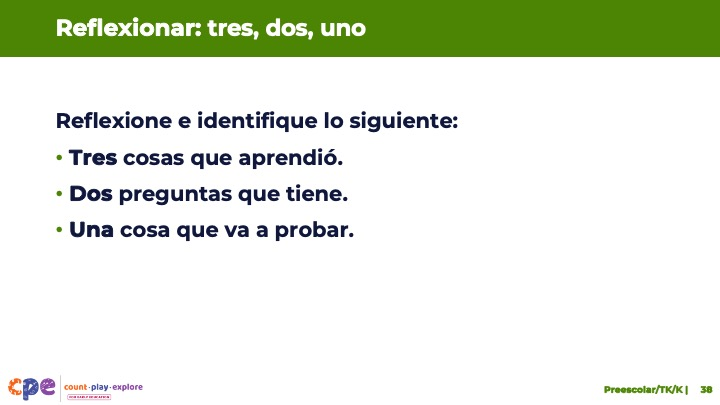 Reflexionar: tres, dos, uno
Reflexione e identifique lo siguiente:
• Tres cosas que aprendió.
• Dos preguntas que tiene.
• Una cosa que va a probar.
cpe count·play·explore
Preescolar/TK/K | 38